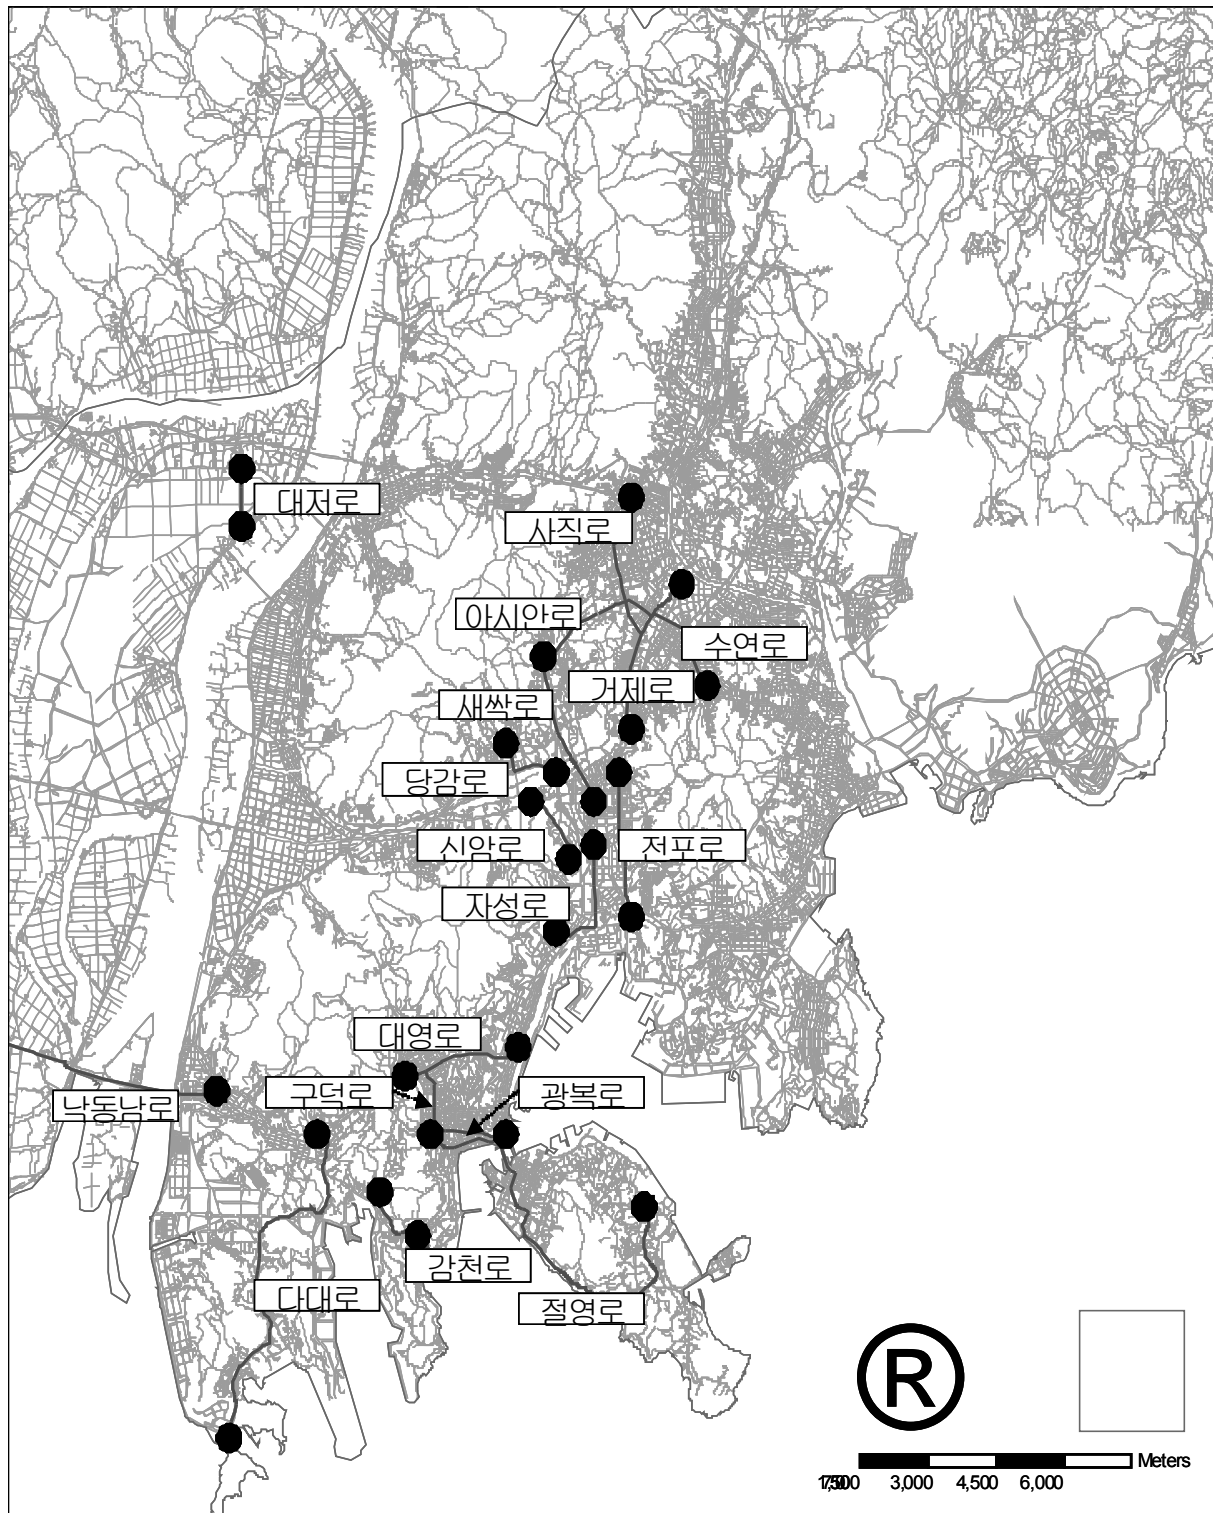 대저로
사직로
아시안로
수연로
거제로
새싹로
당감로
신암로
전포로
자성로
대영로
구덕로
광복로
낙동남로
감천로
다대로
절영로
R
Meters
3,000 4,500 6,000